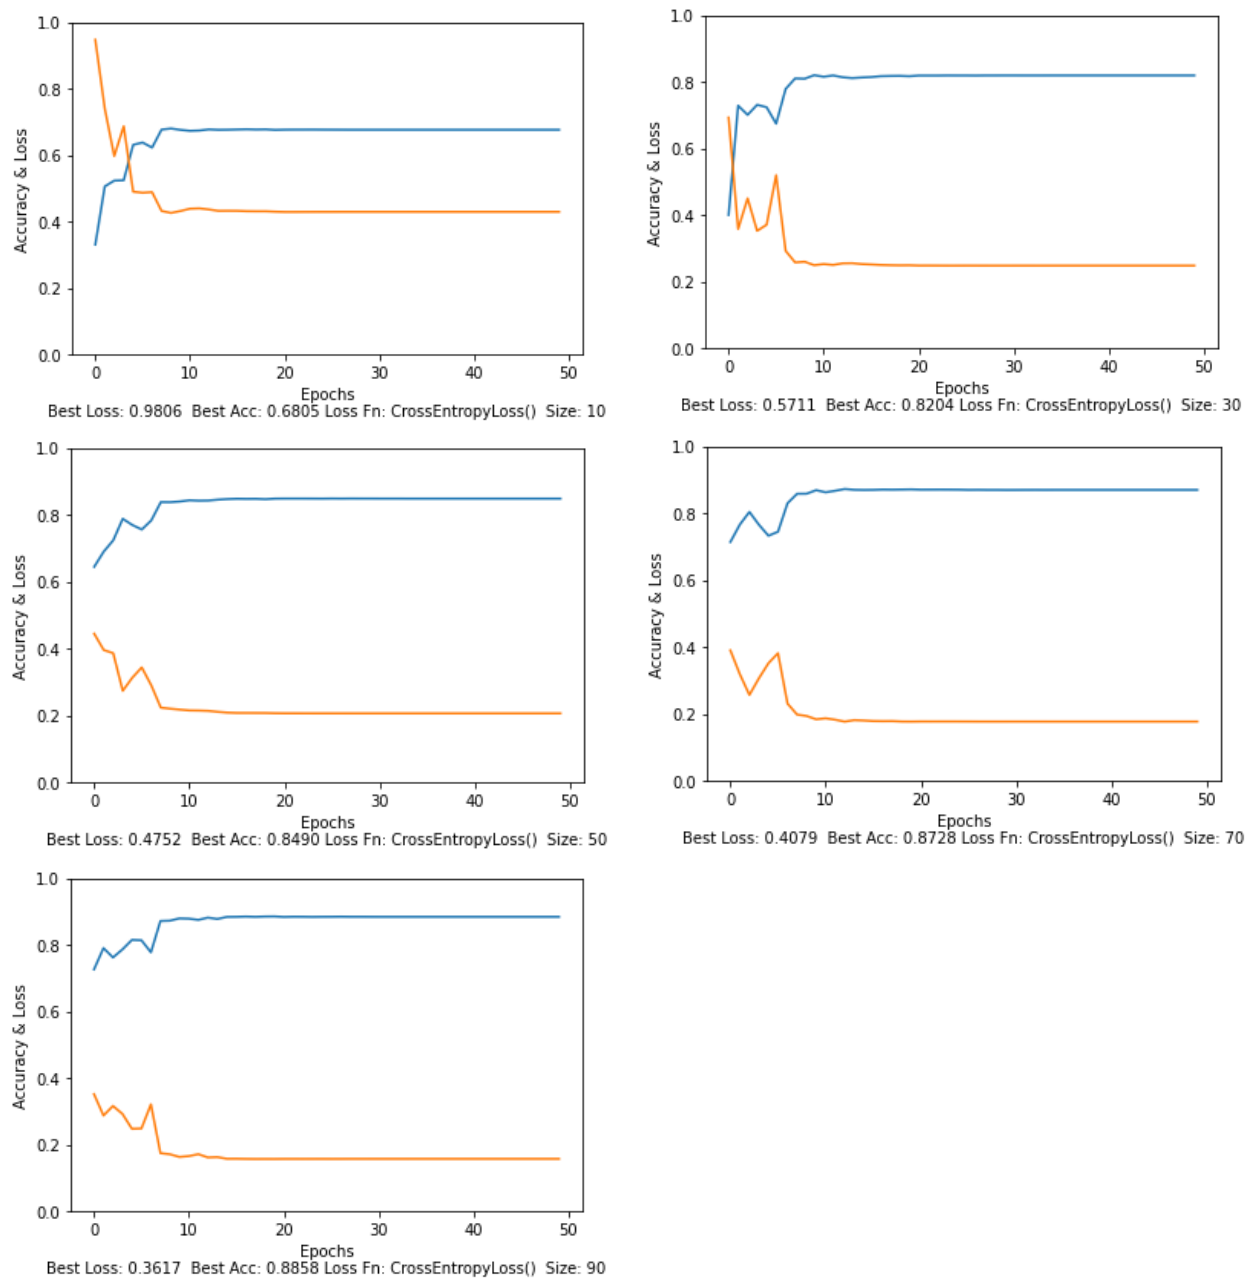 1.0
0.8
0.6
0.4
0.2
0.0
Accuracy & Loss
0 10 20 30 40 50
Epochs
Best Loss: 0.9806 Best Acc: 0.6805 Loss Fn: CrossEntropyLoss() Size: 10
1.0
0.8
0.6
0.4
0.2
0.0
Accuracy & Loss
0 10 20 30 40 50
Epochs
Best Loss: 0.5711 Best Acc: 0.8204 Loss Fn: CrossEntropyLoss() Size: 30
1.0
0.8
0.6
0.4
0.2
0.0
Accuracy & Loss
0 10 20 30 40 50
Epochs
Best Loss: 0.4752 Best Acc: 0.8490 Loss Fn: CrossEntropyLoss() Size: 50
1.0
0.8
0.6
0.4
0.2
0.0
Accuracy & Loss
0 10 20 30 40 50
Epochs
Best Loss: 0.4079 Best Acc: 0.8728 Loss Fn: CrossEntropyLoss() Size: 70
1.0
0.8
0.6
0.4
0.2
0.0
Accuracy & Loss
0 10 20 30 40 50
Epochs
Best Loss: 0.3617 Best Acc: 0.8858 Loss Fn: CrossEntropyLoss() Size: 90